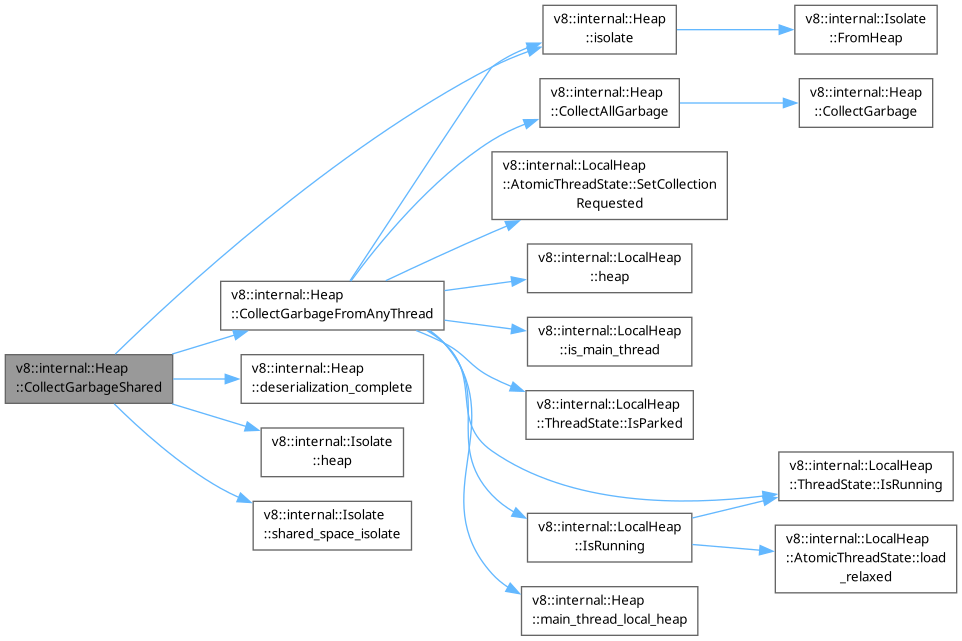 v8::internal::Heap
::isolate
v8::internal::Isolate
::FromHeap
v8::internal::Heap
::CollectAllGarbage
v8::internal::Heap
::CollectGarbage
v8::internal::LocalHeap
::AtomicThreadState::SetCollection
Requested
v8::internal::LocalHeap
::heap
v8::internal::Heap
::CollectGarbageFromAnyThread
v8::internal::LocalHeap
::is_main_thread
v8::internal::Heap
::CollectGarbageShared
v8::internal::Heap
::deserialization_complete
v8::internal::LocalHeap
::ThreadState::IsParked
v8::internal::Isolate
::heap
v8::internal::LocalHeap
::ThreadState::IsRunning
v8::internal::Isolate
::shared_space_isolate
v8::internal::LocalHeap
::IsRunning
v8::internal::LocalHeap
::AtomicThreadState::load
_relaxed
v8::internal::Heap
::main_thread_local_heap